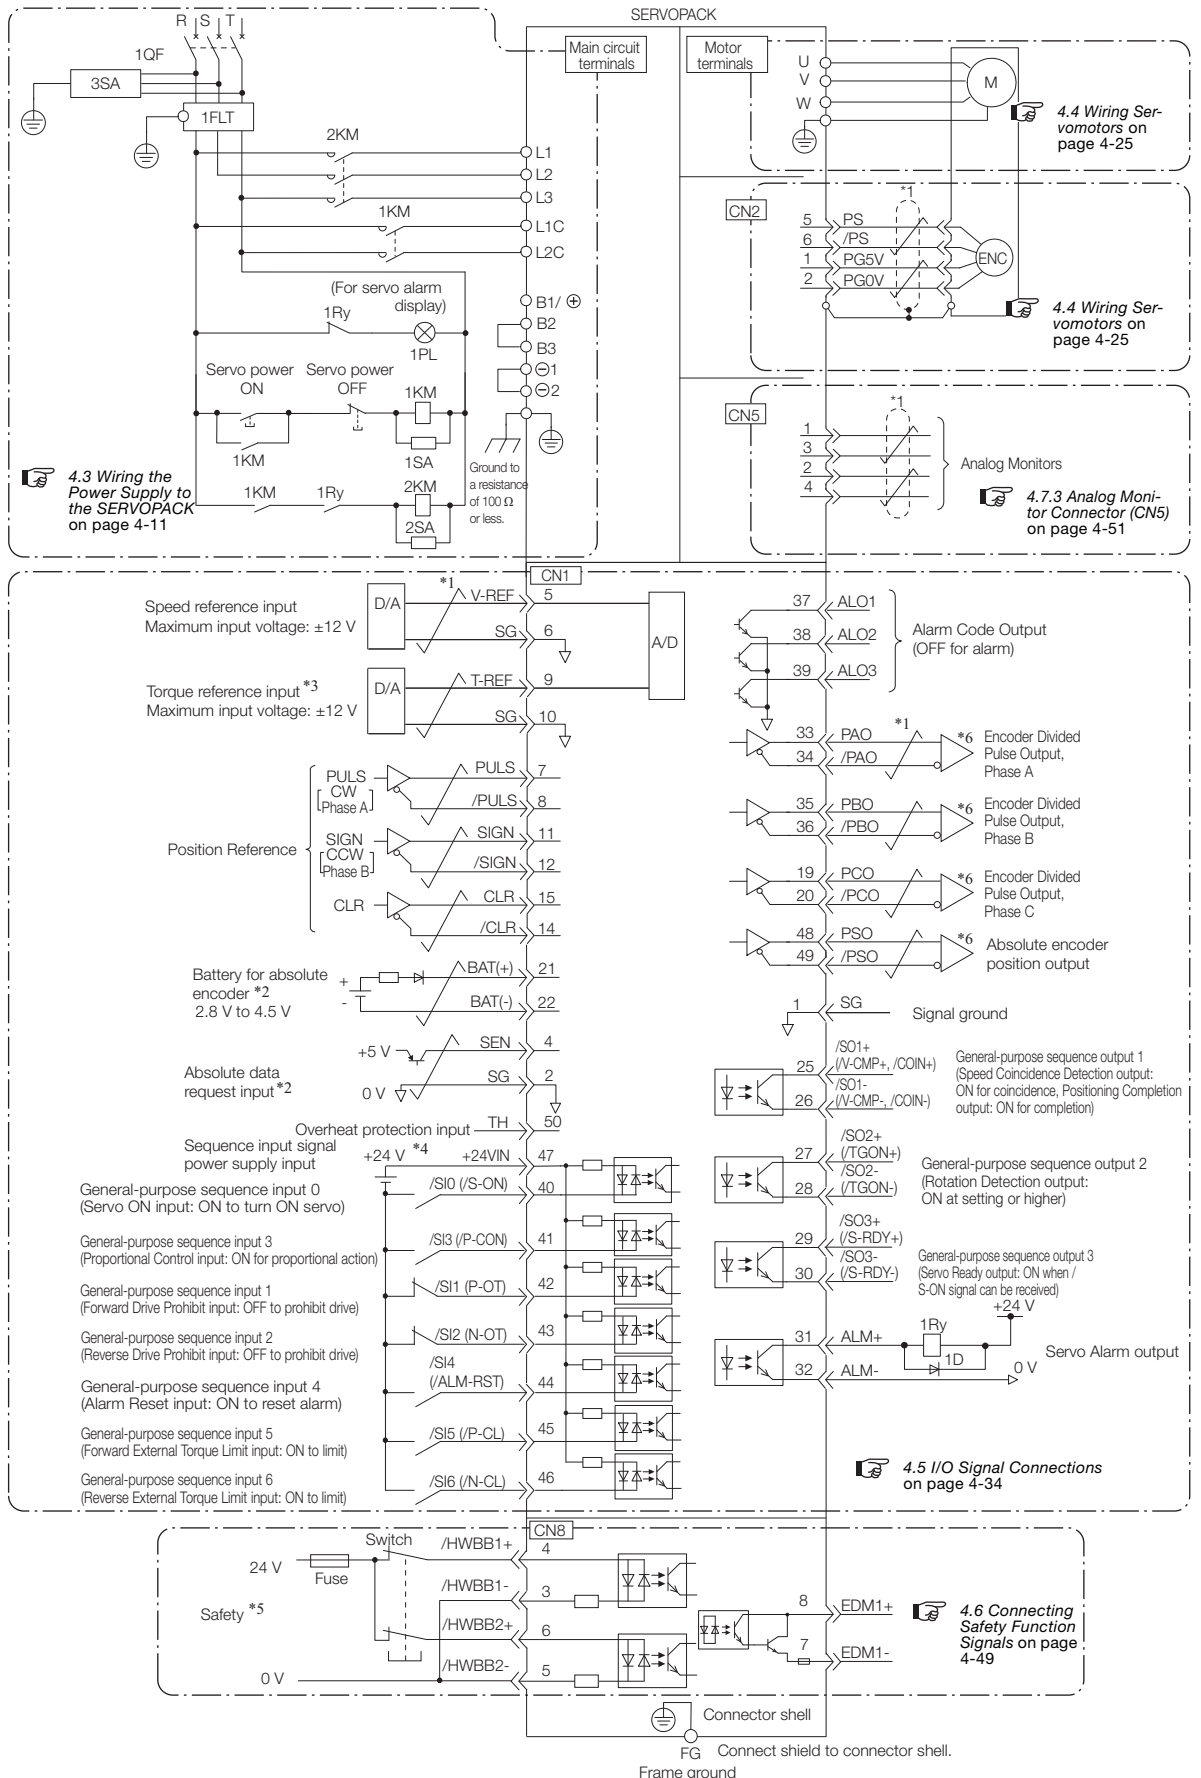 SERVOPACK
R S T
1QF
3SA
1FLT
2KM
1KM
Main circuit
terminals
L1
L2
L3
L1C
L2C
B1/ ⊕
B2
B3
⊖1
⊖2
(For servo alarm
display)
1Ry
1PL
Servo power
ON
Servo power
OFF
1KM
1SA
1KM
1KM
1Ry
2KM
2SA
Ground to
a resistance
of 100 Ω
or less.
4.3 Wiring the
Power Supply to
the SERVOPACK
on page 4-11
Motor
terminals
U
V
W
M
4.4 Wiring Ser-
vomotors on
page 4-25
CN2
*1
5 PS
6 /PS
1 PG5V
2 PG0V
ENC
4.4 Wiring Ser-
vomotors on
page 4-25
CN5
*1
1
3
2
4
Analog Monitors
4.7.3 Analog Moni-
tor Connector (CN5)
on page 4-51
CN1
Speed reference input
Maximum input voltage: ±12 V
D/A
*1
V-REF 5
SG 6
A/D
Torque reference input *3
Maximum input voltage: ±12 V
D/A
T-REF 9
SG 10
Position Reference
PULS
CW
Phase A
PULS 7
/PULS 8
SIGN
CCW
Phase B
SIGN 11
/SIGN 12
CLR
CLR 15
/CLR 14
Battery for absolute
encoder *2
2.8 V to 4.5 V
+
-
BAT(+) 21
BAT(-) 22
Absolute data
request input*2
+5 V
0 V
SEN 4
SG 2
Overheat protection input TH 50
Sequence input signal
power supply input
+24 V *4
+24VIN 47
General-purpose sequence input 0
(Servo ON input: ON to turn ON servo)
/SI0 (/S-ON) 40
General-purpose sequence input 3
(Proportional Control input: ON for proportional action)
/SI3 (/P-CON) 41
General-purpose sequence input 1
(Forward Drive Prohibit input: OFF to prohibit drive)
/SI1 (P-OT) 42
General-purpose sequence input 2
(Reverse Drive Prohibit input: OFF to prohibit drive)
/SI2 (N-OT) 43
General-purpose sequence input 4
(Alarm Reset input: ON to reset alarm)
/SI4
(/ALM-RST) 44
General-purpose sequence input 5
(Forward External Torque Limit input: ON to limit)
/SI5 (/P-CL) 45
General-purpose sequence input 6
(Reverse External Torque Limit input: ON to limit)
/SI6 (/N-CL) 46
37 ALO1
38 ALO2
39 ALO3
Alarm Code Output
(OFF for alarm)
33 PAO
34 /PAO
*1
*6
Encoder Divided
Pulse Output,
Phase A
35 PBO
36 /PBO
*6
Encoder Divided
Pulse Output,
Phase B
19 PCO
20 /PCO
*6
Encoder Divided
Pulse Output,
Phase C
48 PSO
49 /PSO
*6
Absolute encoder
position output
1 SG
Signal ground
25 /SO1+
(/V-CMP+, /COIN+)
26 /SO1-
(/V-CMP-, /COIN-)
General-purpose sequence output 1
(Speed Coincidence Detection output:
ON for coincidence, Positioning Completion
output: ON for completion)
27 /SO2+
(/TGON+)
28 /SO2-
(/TGON-)
General-purpose sequence output 2
(Rotation Detection output:
ON at setting or higher)
29 /SO3+
(/S-RDY+)
30 /SO3-
(/S-RDY-)
General-purpose sequence output 3
(Servo Ready output: ON when /
S-ON signal can be received)
+24 V
31 ALM+
32 ALM-
1Ry
1D
0 V
Servo Alarm output
4.5 I/O Signal Connections
on page 4-34
CN8
24 V
Fuse
Switch
Safety *5
0 V
/HWBB1+ 4
/HWBB1- 3
/HWBB2+ 6
/HWBB2- 5
8 EDM1+
7 EDM1-
4.6 Connecting
Safety Function
Signals on page
4-49
Connector shell
FG Connect shield to connector shell.
Frame ground